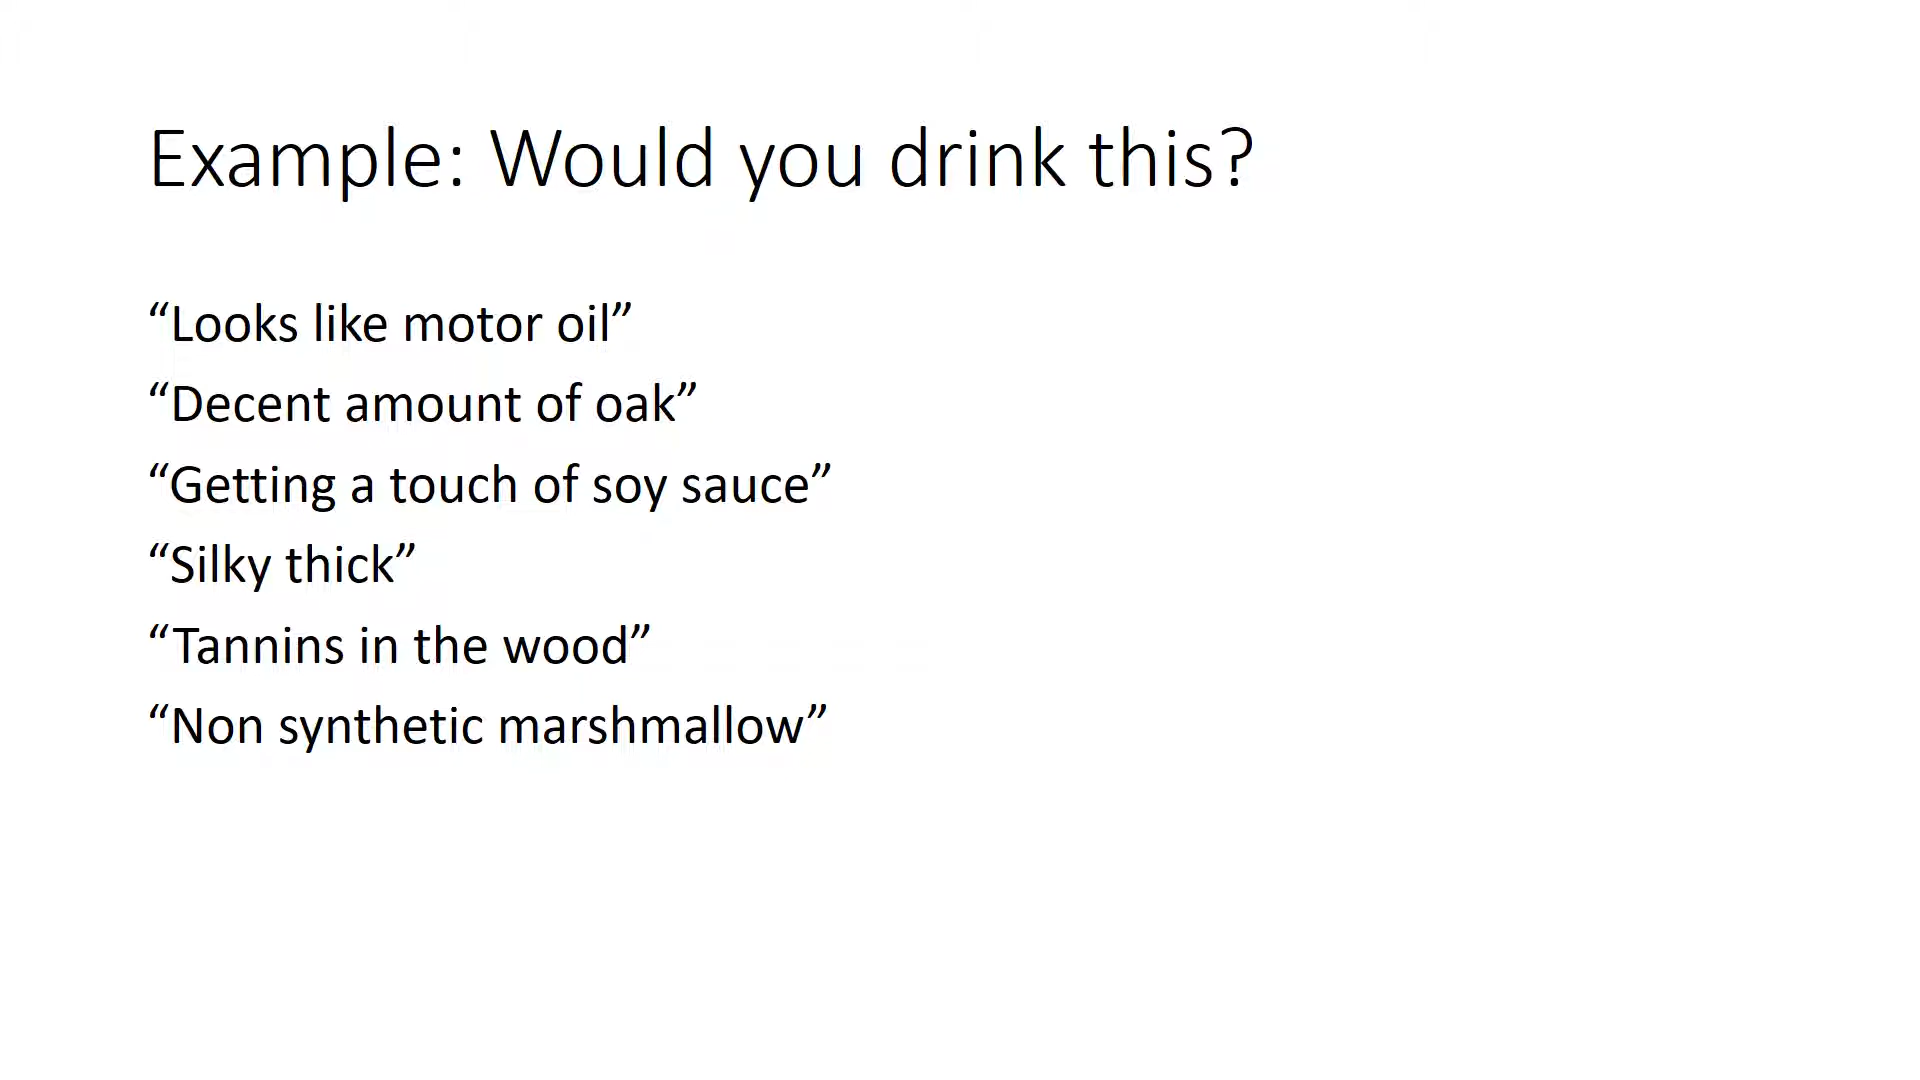 Example: Would you drink this?
“Looks like motor oil”
“Decent amount of oak”
“Getting a touch of soy sauce”
“Silky thick”
“Tannins in the wood”
“Non synthetic marshmallow”